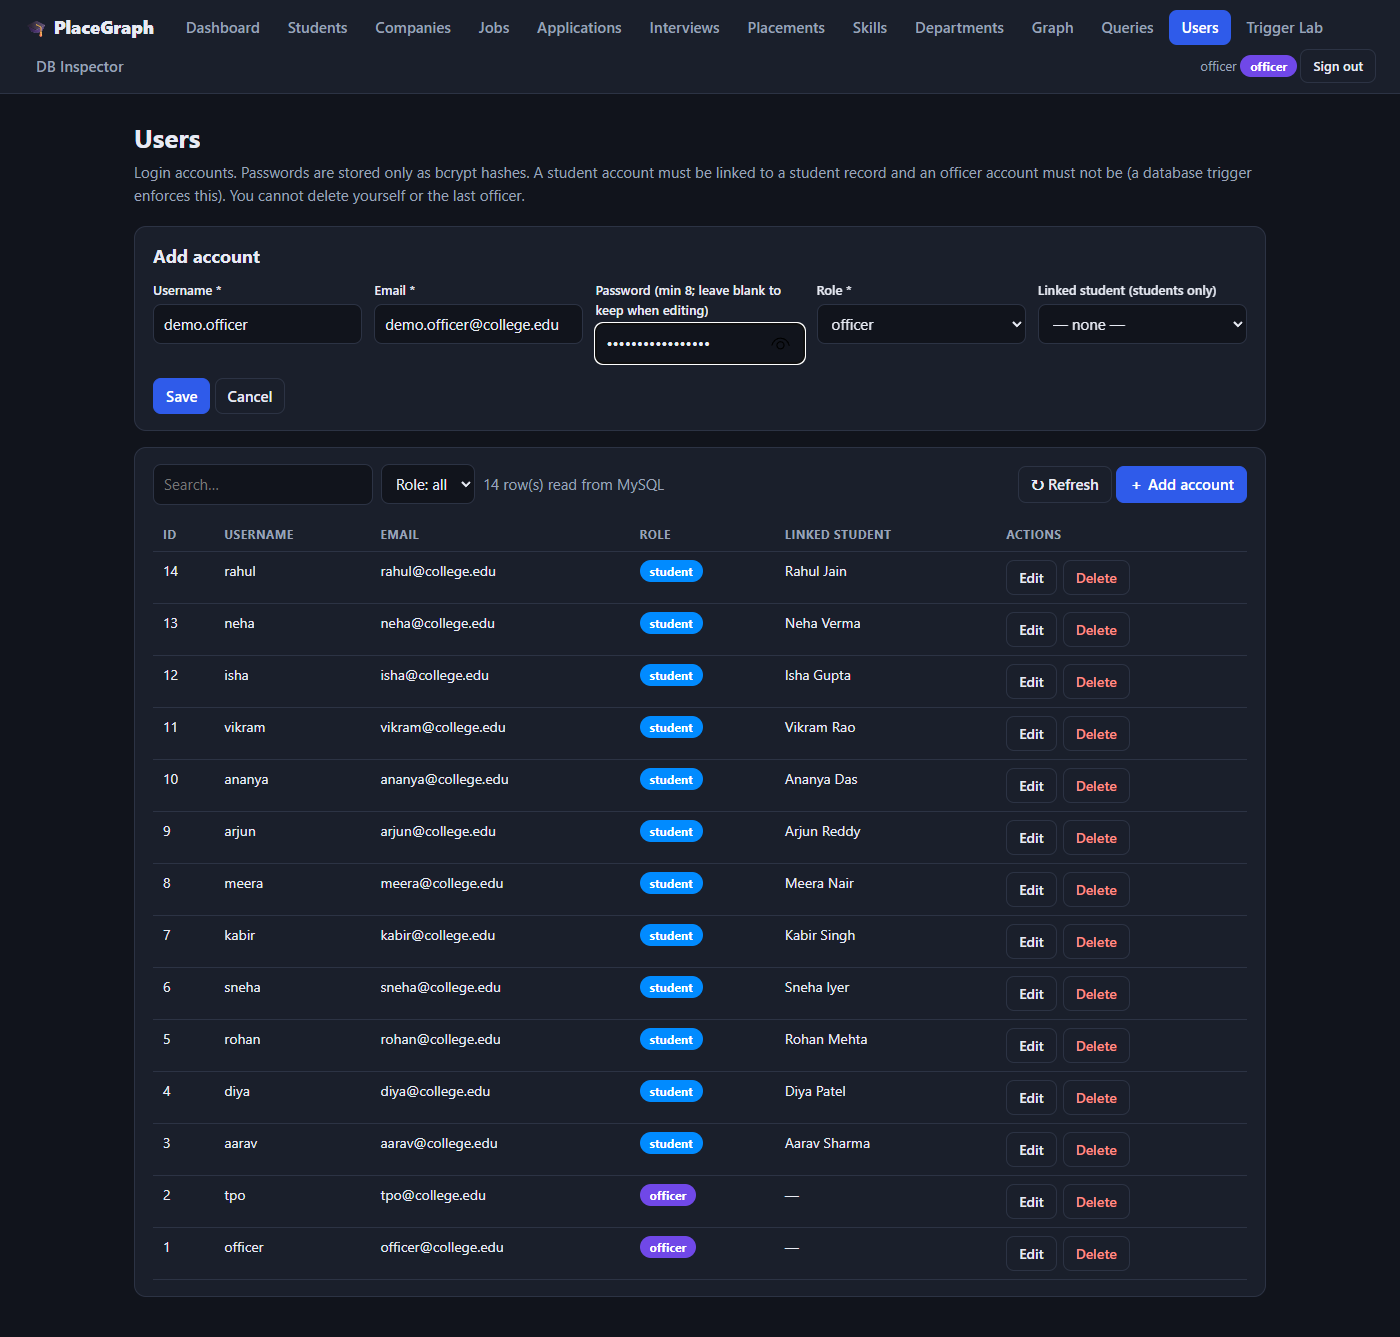 PlaceGraph Dashboard Students Companies Jobs Applications Interviews Placements Skills Departments Graph Queries Users Trigger Lab
DB Inspector officer officer Sign out
Users
Login accounts. Passwords are stored only as bcrypt hashes. A student account must be linked to a student record and an officer account must not be (a database trigger
enforces this). You cannot delete yourself or the last officer.
Add account
Username * Email * Password (min 8; leave blank to keep when editing) Role * Linked student (students only)
demo.officer demo.officer@college.edu •••••••••••••••• officer — none —
Save Cancel
Search... Role: all 14 row(s) read from MySQL ↻ Refresh + Add account
ID USERNAME EMAIL ROLE LINKED STUDENT ACTIONS
14 rahul rahul@college.edu student Rahul Jain Edit Delete
13 neha neha@college.edu student Neha Verma Edit Delete
12 isha isha@college.edu student Isha Gupta Edit Delete
11 vikram vikram@college.edu student Vikram Rao Edit Delete
10 ananya ananya@college.edu student Ananya Das Edit Delete
9 arjun arjun@college.edu student Arjun Reddy Edit Delete
8 meera meera@college.edu student Meera Nair Edit Delete
7 kabir kabir@college.edu student Kabir Singh Edit Delete
6 sneha sneha@college.edu student Sneha Iyer Edit Delete
5 rohan rohan@college.edu student Rohan Mehta Edit Delete
4 diya diya@college.edu student Diya Patel Edit Delete
3 aarav aarav@college.edu student Aarav Sharma Edit Delete
2 tpo tpo@college.edu officer — Edit Delete
1 officer officer@college.edu officer — Edit Delete